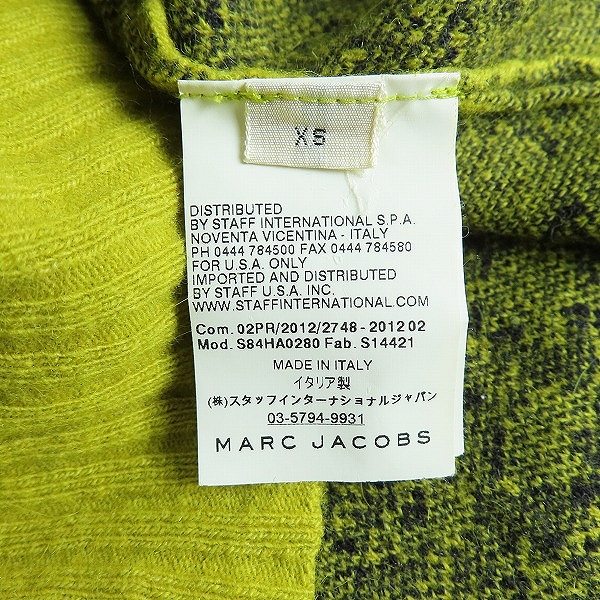 XS
DISTRIBUTED
BY STAFF INTERNATIONAL S.P.A.
NOVENTA VICENTINA - ITALY
PH 0444 784500 FAX 0444 784580
FOR U.S.A. ONLY
IMPORTED AND DISTRIBUTED
BY STAFF U.S.A. INC.
WWW.STAFFINTERNATIONAL.COM
Com. 02PR/2012/2748 - 2012 02
Mod. S84HA0280 Fab. S14421
MADE IN ITALY
イタリア製
(株)スタッフインターナショナルジャパン
03-5794-9931
MARC JACOBS